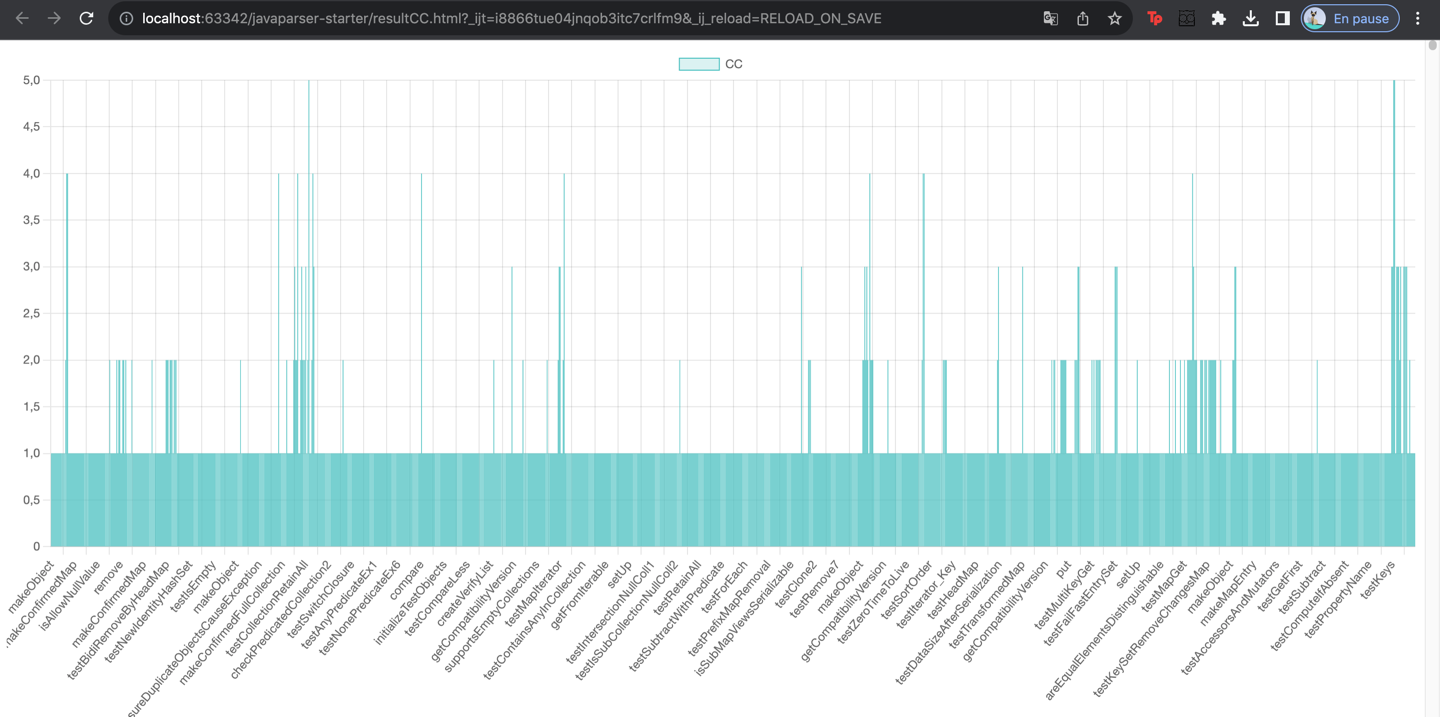 localhost:63342/javaparser-starter/resultCC.html?_ijt=i8866tue04jnqob3itc7crlfm9&_ij_reload=RELOAD_ON_SAVE
Tp
En pause
CC
5,0
4,5
4,0
3,5
3,0
2,5
2,0
1,5
1,0
0,5
0
makeObject
makeConfirmedMap
isAllowNullValue
remove
makeConfirmedMap
testBidiRemoveByHeadMap
testNewIdentityHashSet
testIsEmpty
makeObject
sureDuplicateObjectsCauseException
makeConfirmedFullCollection
testCollectionRetainAll
checkPredicatedCollection2
testSwitchClosure
testAnyPredicateEx1
testNonePredicateEx6
compare
initializeTestObjects
testCompareLess
createVerifyList
getCompatibilityVersion
supportsEmptyCollections
testMapIterator
testContainsAnyInCollection
getFromIterable
setUp
testIntersectionNullColl1
testIsSubCollectionNullColl2
testRetainAll
testSubtractWithPredicate
testForEach
testPrefixMapRemoval
isSubMapViewsSerializable
testClone2
testRemove7
makeObject
getCompatibilityVersion
testZeroTimeToLive
testSortOrder
testIterator_Key
testHeadMap
testDataSizeAfterSerialization
testTransformedMap
getCompatibilityVersion
put
testMultiKeyGet
testFailFastEntrySet
setUp
areEqualElementsDistinguishable
testMapGet
testKeySetRemoveChangesMap
makeObject
makeMapEntry
testAccessorsAndMutators
testGetFirst
testSubtract
testComputeIfAbsent
testPropertyName
testKeys